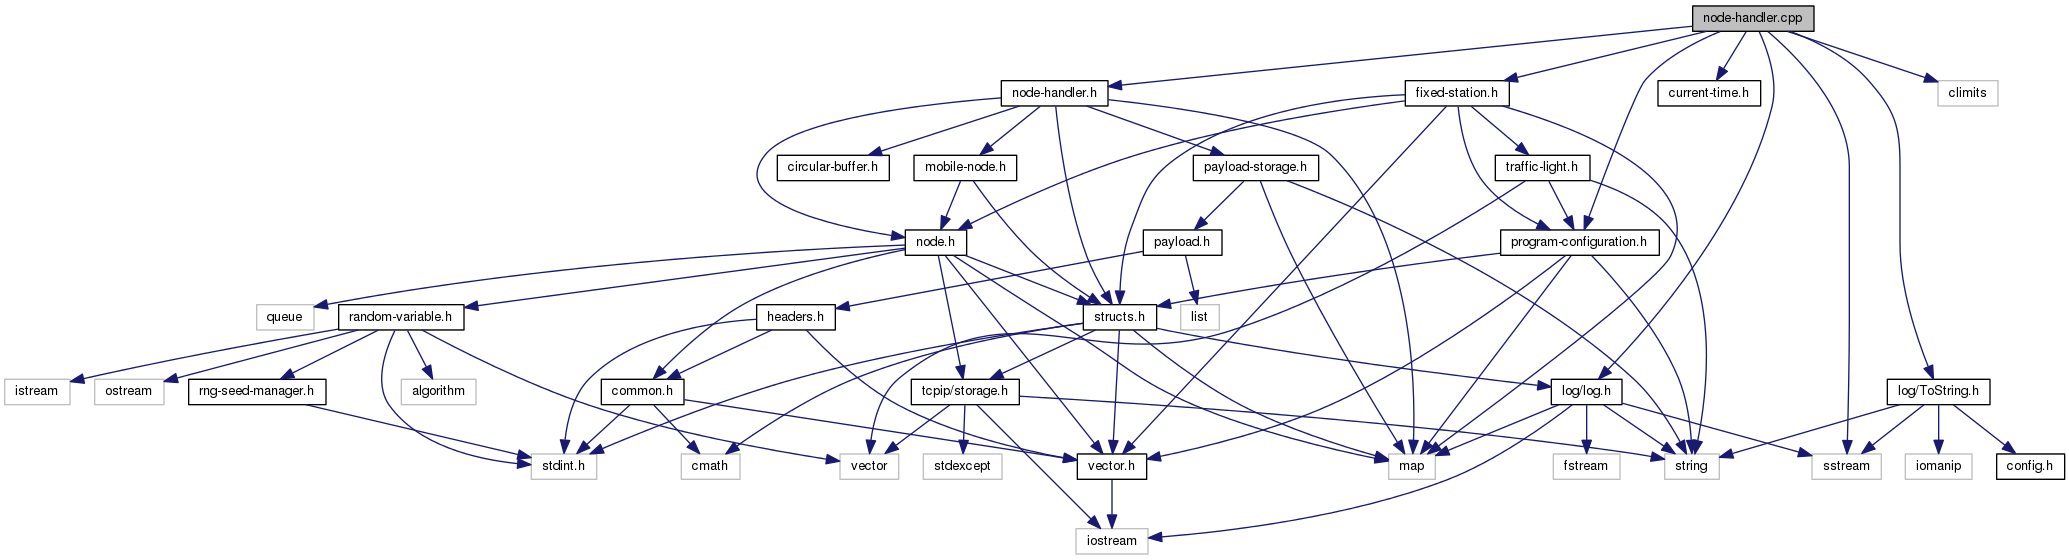 node-handler.cpp
node-handler.h
fixed-station.h
current-time.h
climits
circular-buffer.h
mobile-node.h
payload-storage.h
traffic-light.h
node.h
payload.h
program-configuration.h
queue
random-variable.h
headers.h
structs.h
list
istream
ostream
rng-seed-manager.h
algorithm
common.h
tcpip/storage.h
log/log.h
log/ToString.h
stdint.h
cmath
vector
stdexcept
vector.h
map
fstream
string
sstream
iomanip
config.h
iostream